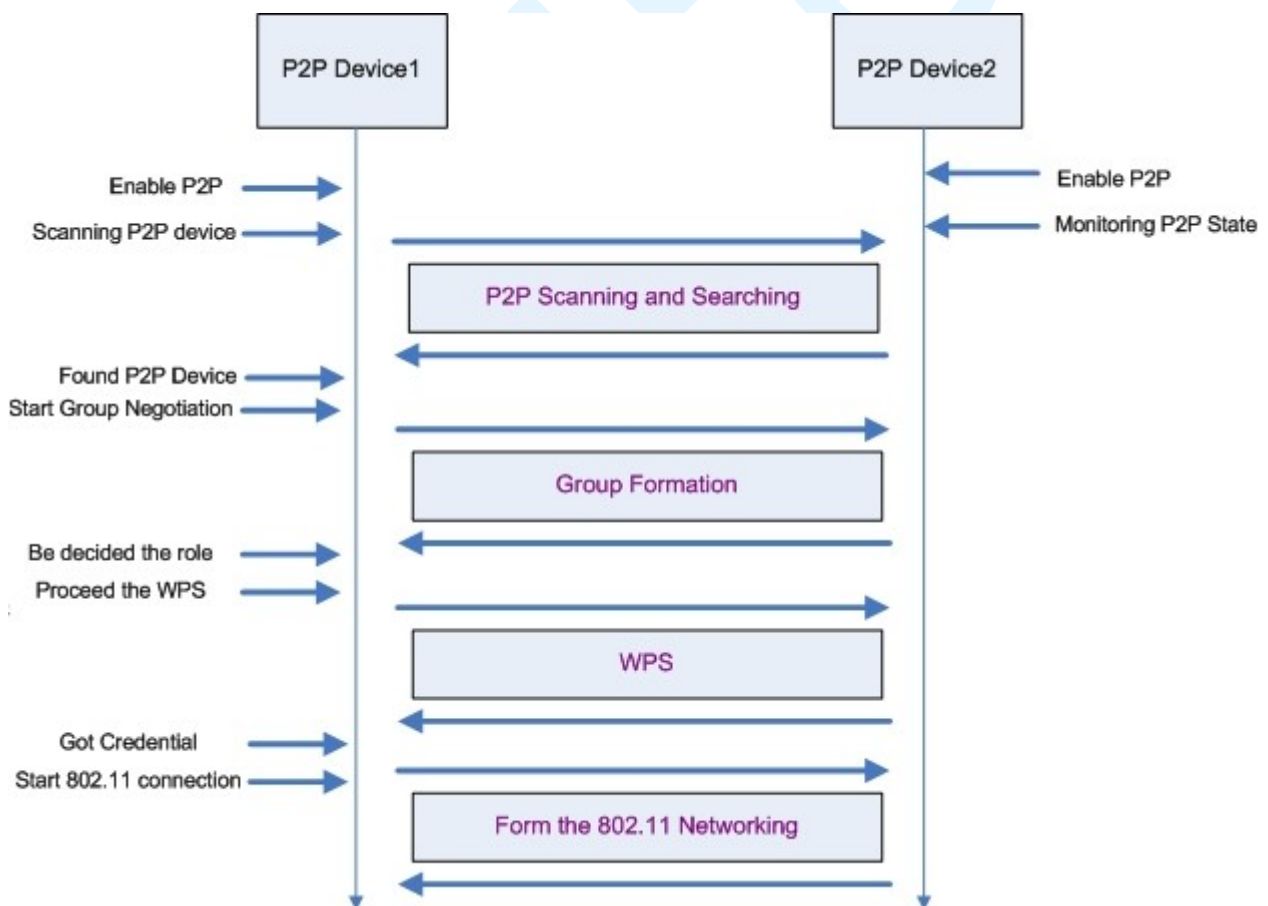 P2P Device1
P2P Device2
Enable P2P
Enable P2P
Scanning P2P device
Monitoring P2P State
P2P Scanning and Searching
Found P2P Device
Start Group Negotiation
Group Formation
Be decided the role
Proceed the WPS
WPS
Got Credential
Start 802.11 connection
Form the 802.11 Networking